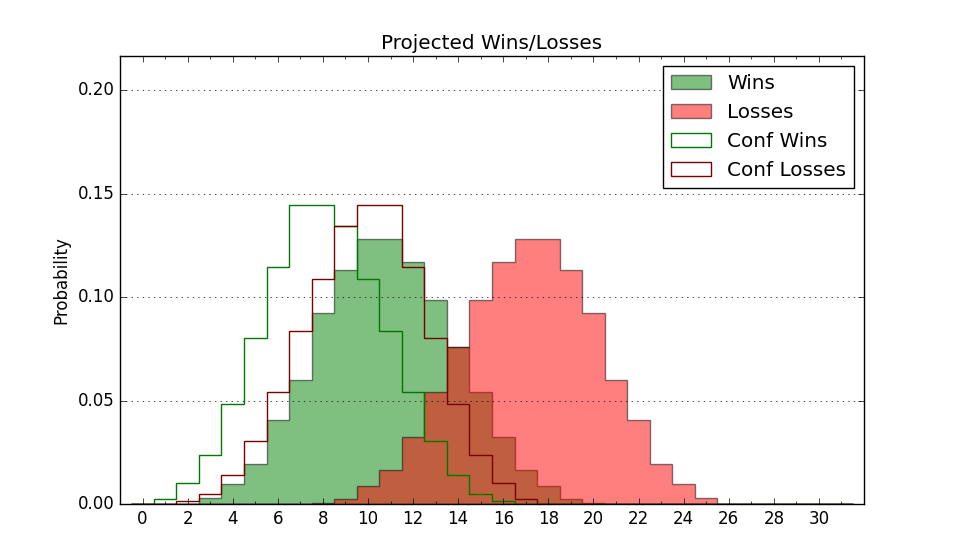 Projected Wins/Losses
0.20
0.15
0.10
0.05
0.00
Probability
Wins
Losses
Conf Wins
Conf Losses
0 2 4 6 8 10 12 14 16 18 20 22 24 26 28 30